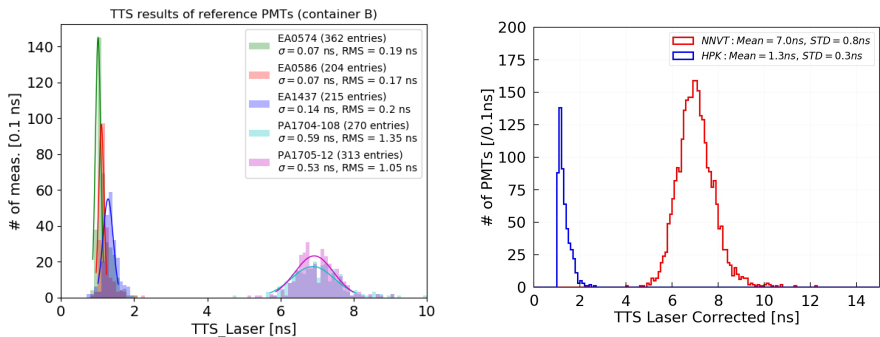 TTS results of reference PMTs (container B)
# of meas. [0.1 ns]
140
120
100
80
60
40
20
0
EA0574 (362 entries)
σ = 0.07 ns, RMS = 0.19 ns
EA0586 (204 entries)
σ = 0.07 ns, RMS = 0.17 ns
EA1437 (215 entries)
σ = 0.14 ns, RMS = 0.2 ns
PA1704-108 (270 entries)
σ = 0.59 ns, RMS = 1.35 ns
PA1705-12 (313 entries)
σ = 0.53 ns, RMS = 1.05 ns
0 2 4 6 8 10
TTS_Laser [ns]
# of PMTs [/0.1ns]
200
175
150
125
100
75
50
25
0
NNVT: Mean = 7.0ns, STD = 0.8ns
HPK: Mean = 1.3ns, STD = 0.3ns
0 2 4 6 8 10 12 14
TTS Laser Corrected [ns]